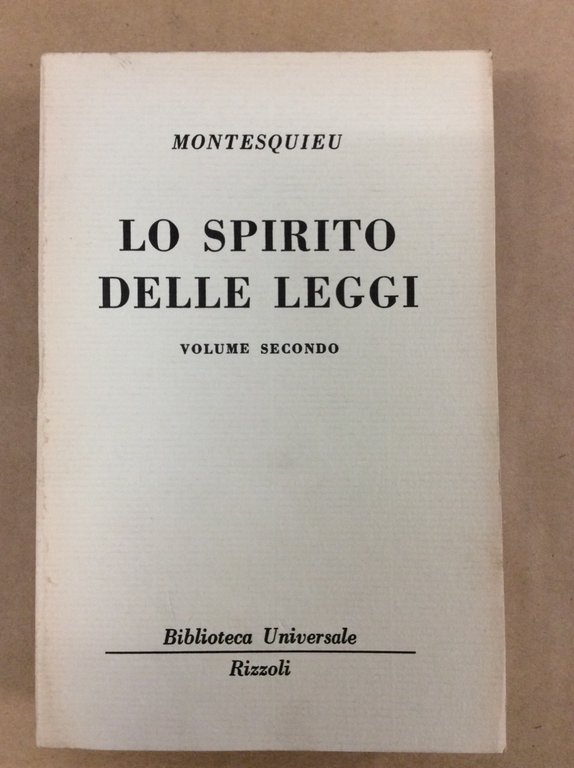 MONTESQUIEU
LO SPIRITO
DELLE LEGGI
VOLUME SECONDO
Biblioteca Universale
Rizzoli